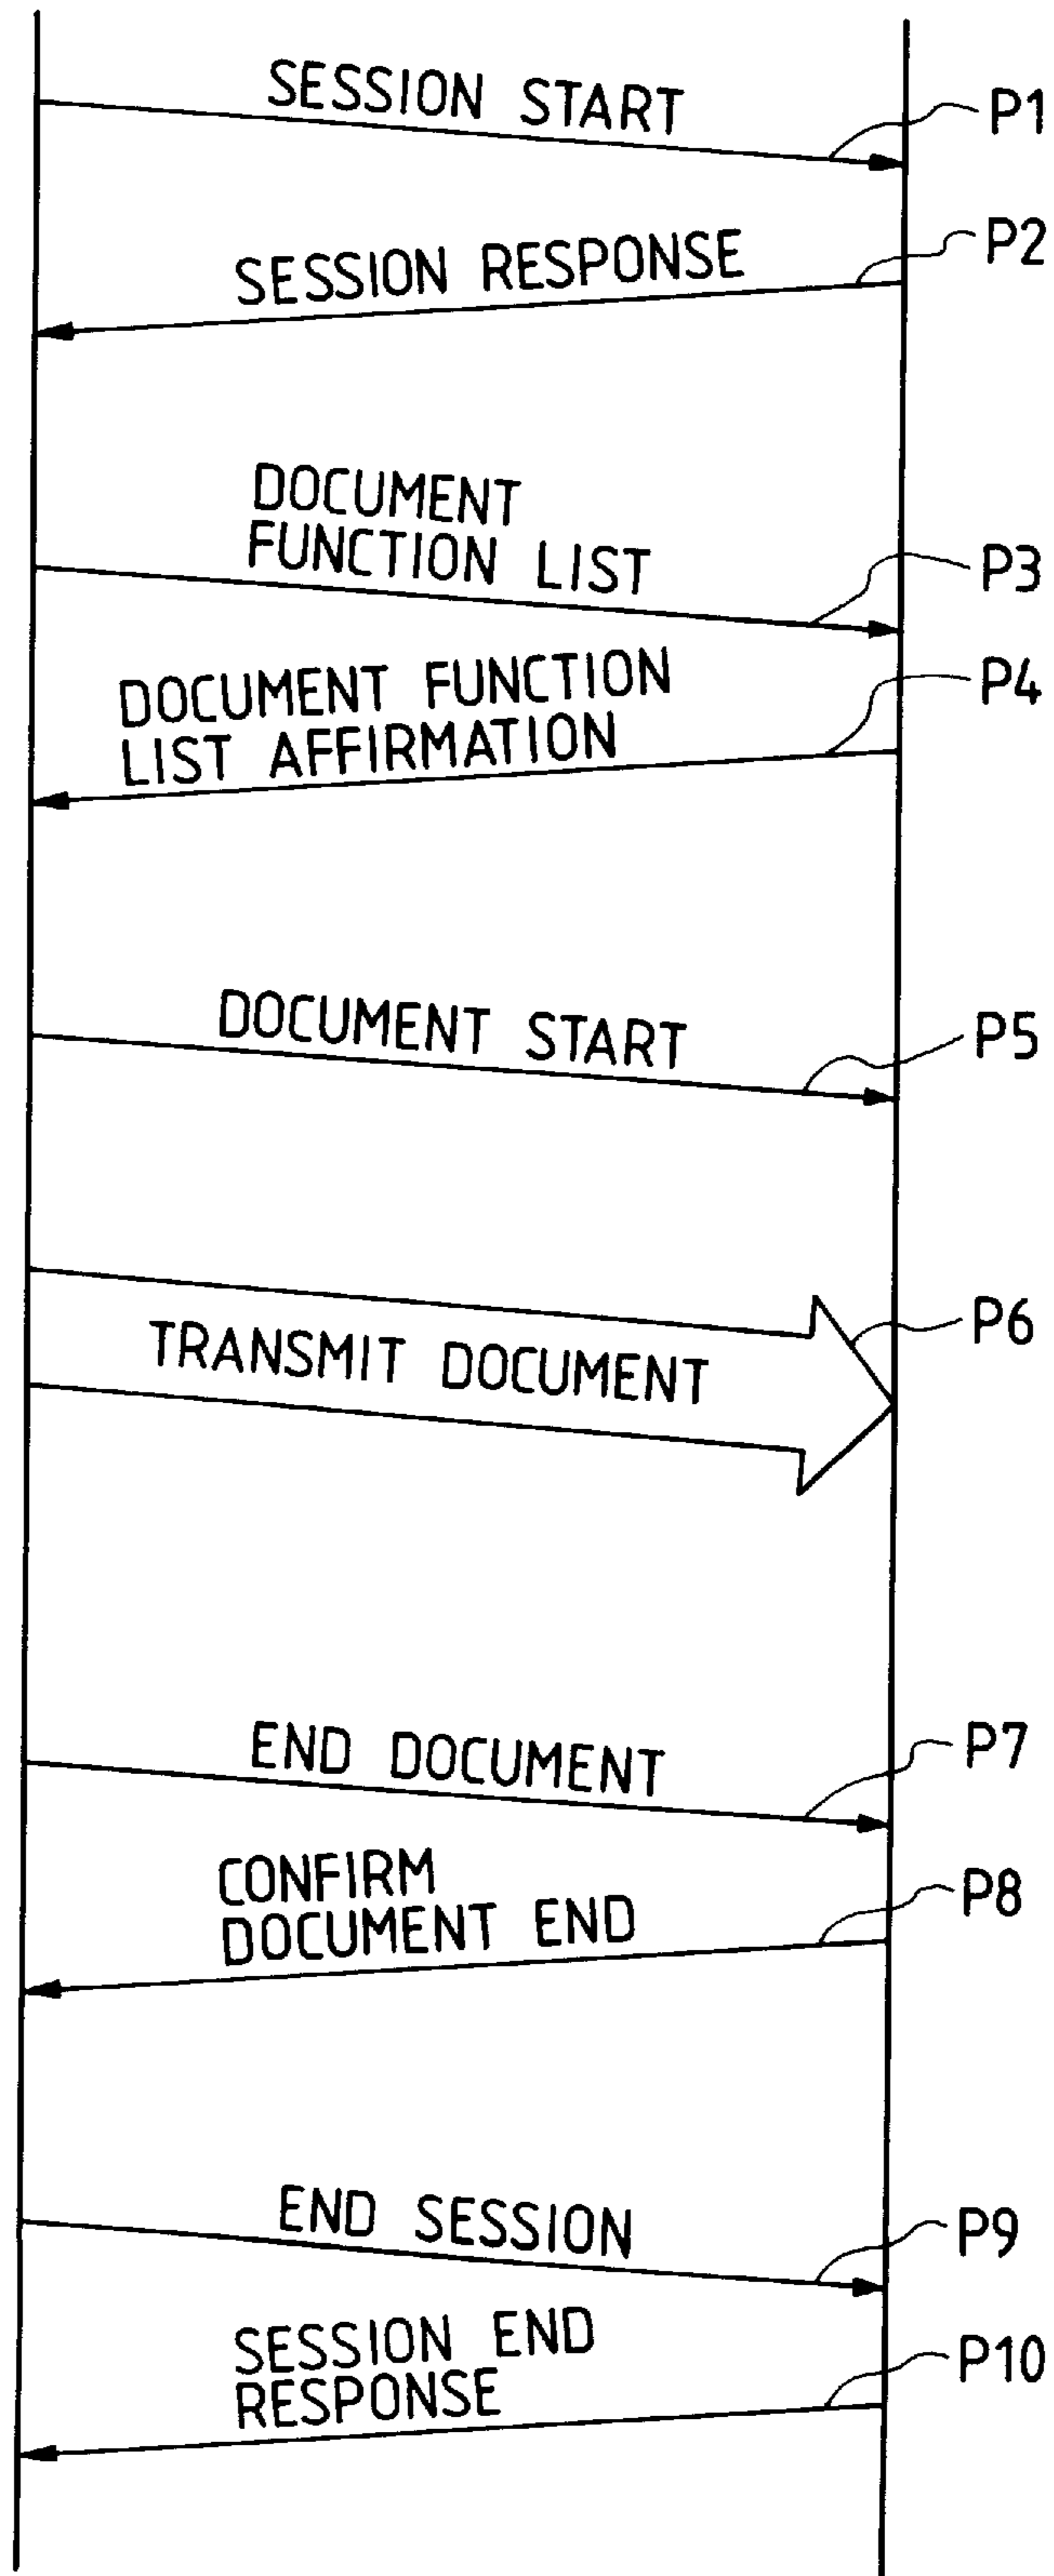 SESSION START
P1
SESSION RESPONSE
P2
DOCUMENT
FUNCTION LIST
P3
DOCUMENT FUNCTION
LIST AFFIRMATION
P4
DOCUMENT START
P5
TRANSMIT DOCUMENT
P6
END DOCUMENT
P7
CONFIRM
DOCUMENT END
P8
END SESSION
P9
SESSION END
RESPONSE
P10